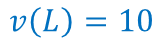 v(L) = 10